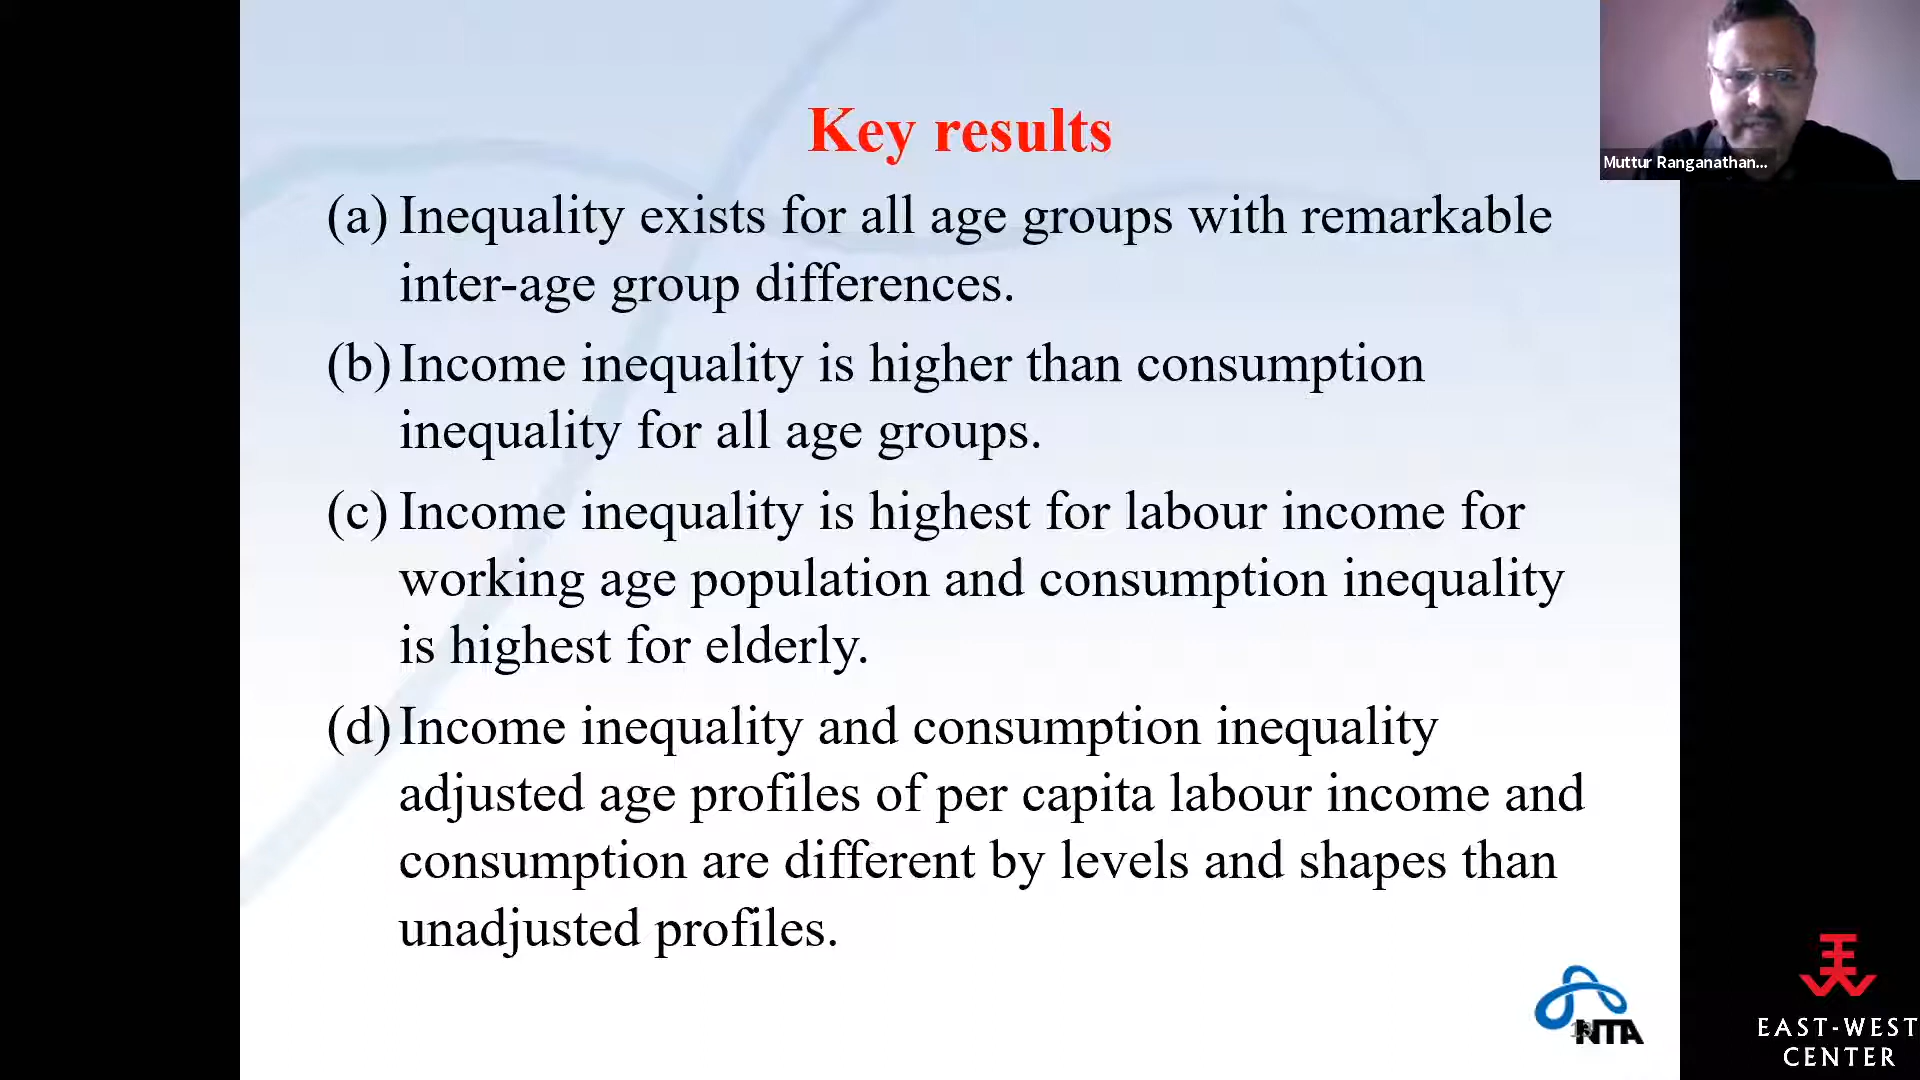 Key results
(a) Inequality exists for all age groups with remarkable
inter-age group differences.
(b) Income inequality is higher than consumption
inequality for all age groups.
(c) Income inequality is highest for labour income for
working age population and consumption inequality
is highest for elderly.
(d) Income inequality and consumption inequality
adjusted age profiles of per capita labour income and
consumption are different by levels and shapes than
unadjusted profiles.
Muttur Ranganathan...
NTA
EAST-WEST
CENTER